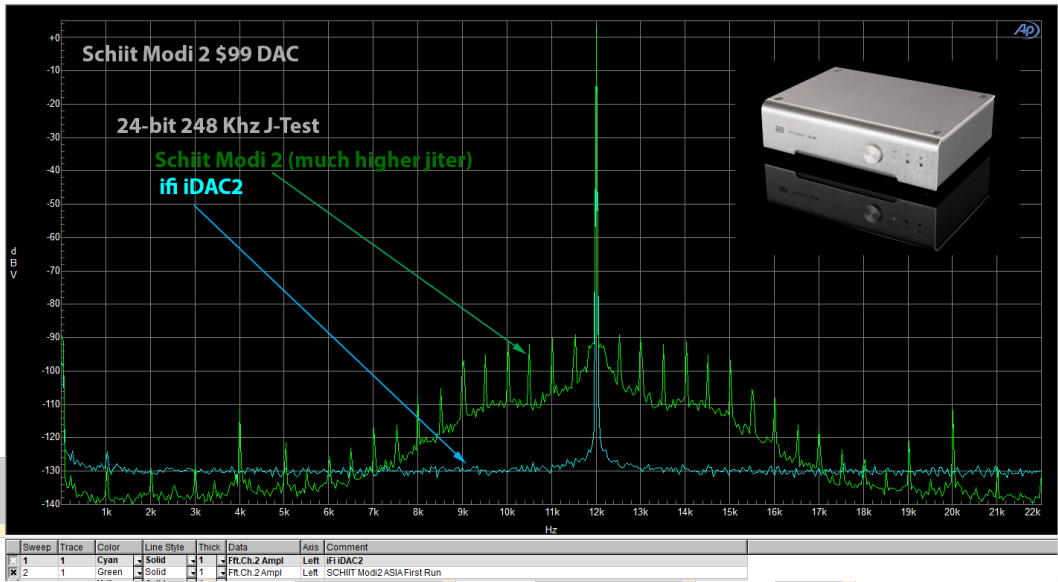 Schiit Modi 2 $99 DAC
AP
24-bit 248 Khz J-Test
Schiit Modi 2 (much higher jiter)
ifi iDAC2
+0
-10
-20
-30
-40
-50
-60
-70
-80
-90
-100
-110
-120
-130
-140
d
B
V
1k 2k 3k 4k 5k 6k 7k 8k 9k 10k 11k 12k 13k 14k 15k 16k 17k 18k 19k 20k 21k 22k
Hz
Sweep Trace Color Line Style Thick Data Axis Comment
1 1 Cyan Solid 1 Fft.Ch.2 Ampl Left iFi iDAC2
2 1 Green Solid 1 Fft.Ch.2 Ampl Left SCHIIT Modi2 ASIA First Run